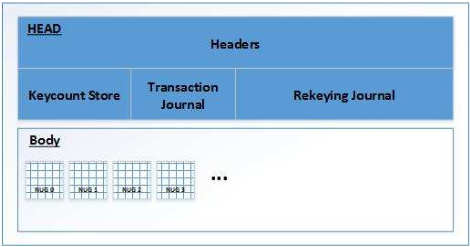 HEAD
Headers
Keycount Store
Transaction
Journal
Rekeying Journal
Body
NUG 0
NUG 1
NUG 2
NUG 3
...